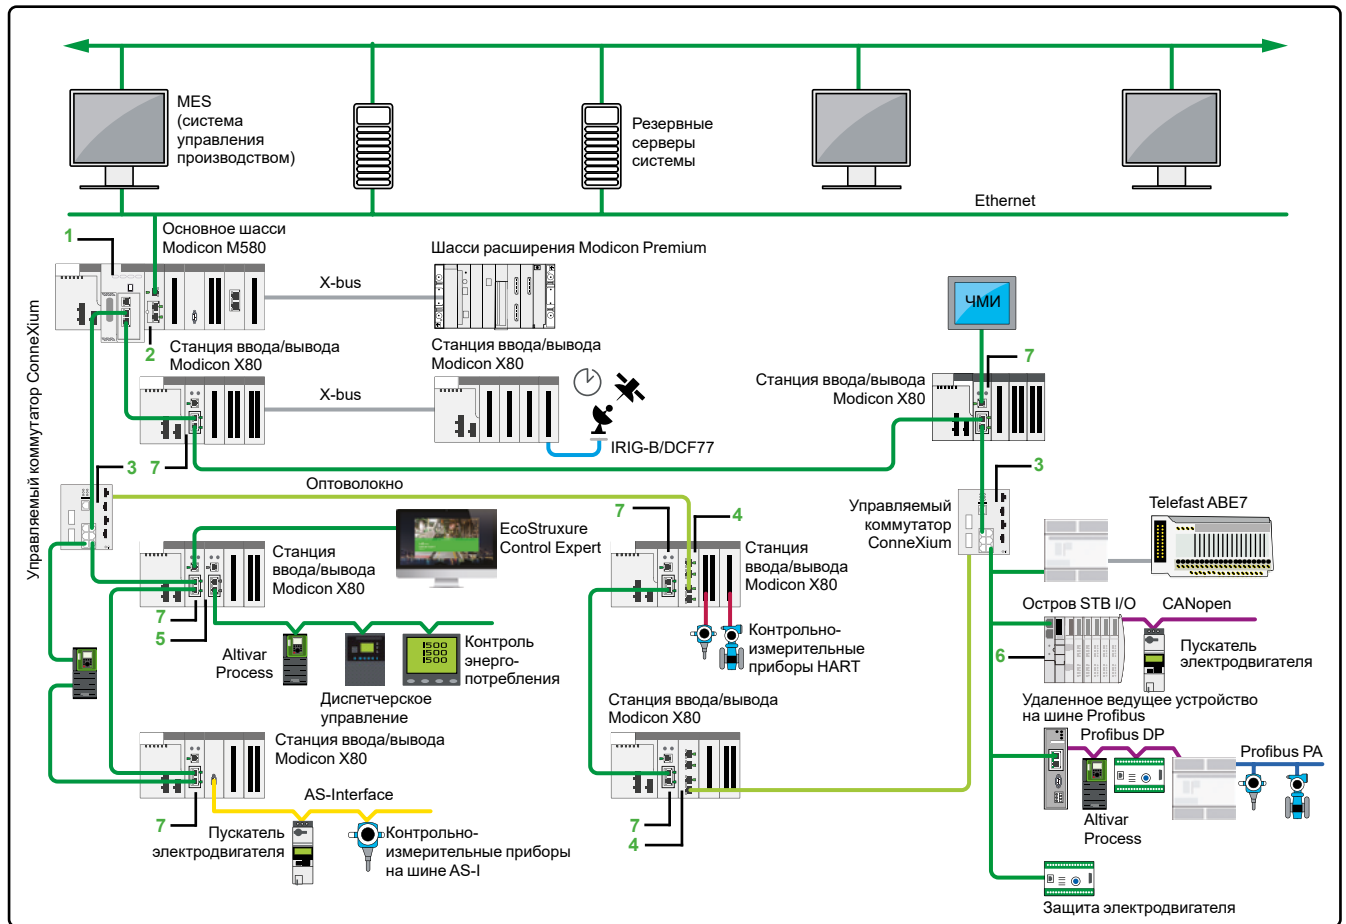 MES
(система
управления
производством)
Резервные
серверы
системы
Ethernet
Основное шасси
Modicon M580
1
2
X-bus
Шасси расширения Modicon Premium
ЧМИ
Управляемый коммутатор ConneXium
Станция ввода/вывода
Modicon X80
7
X-bus
Станция ввода/вывода
Modicon X80
IRIG-B/DCF77
Станция ввода/вывода
Modicon X80
7
3
Оптоволокно
3
Управляемый
коммутатор
ConneXium
Telefast ABE7
Станция
ввода/вывода
Modicon X80
7
5
EcoStruxure
Control Expert
7
4
Станция
ввода/вывода
Modicon X80
Контрольно-
измерительные
приборы HART
Altivar
Process
Диспетчерское
управление
1500
1500
1500
Контроль
энерго-
потребления
Остров STB I/O
CANopen
6
Пускатель
электродвигателя
Станция ввода/вывода
Modicon X80
7
AS-Interface
Пускатель
электродвигателя
Контрольно-
измерительные приборы
на шине AS-I
Станция ввода/вывода
Modicon X80
7
4
Удаленное ведущее устройство
на шине Profibus
Profibus DP
Profibus PA
Altivar
Process
Защита электродвигателя